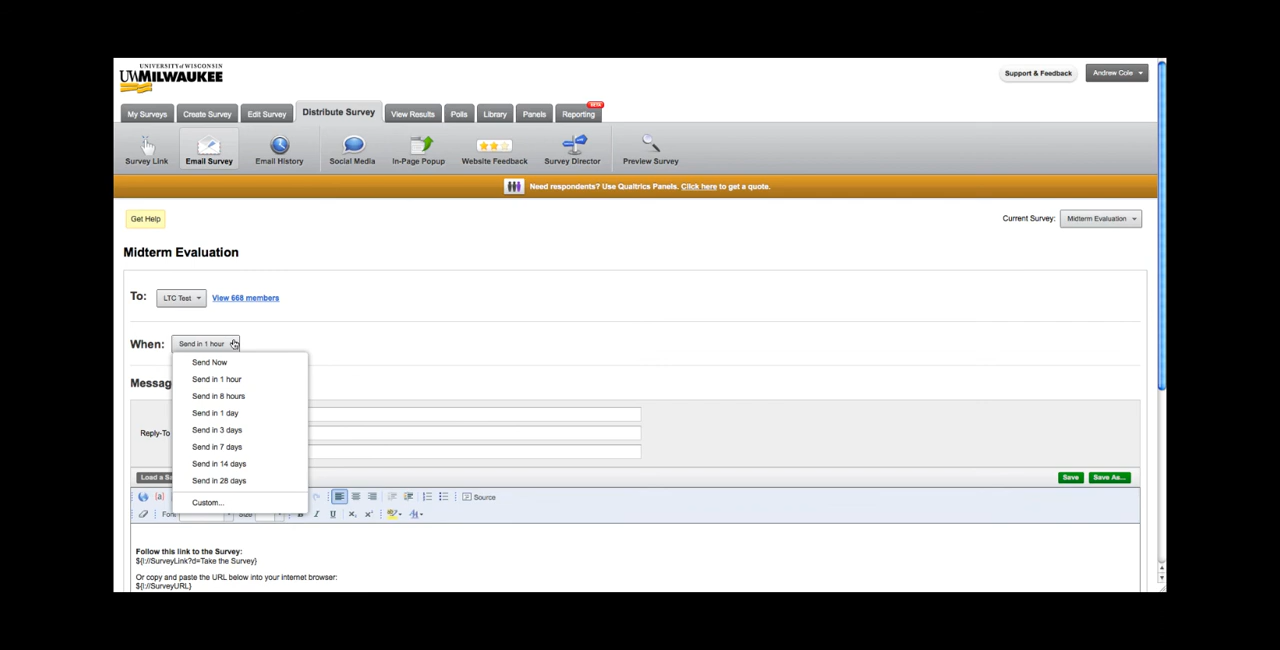 UNIVERSITY of WISCONSIN
UWMILWAUKEE
Support & Feedback
Andrew Cole
My Surveys Create Survey Edit Survey Distribute Survey View Results Polls Library Panels Reporting BETA
Survey Link Email Survey Email History Social Media In-Page Popup Website Feedback Survey Director Preview Survey
Need respondents? Use Qualtrics Panels. Click here to get a quote.
Get Help
Current Survey: Midterm Evaluation
Midterm Evaluation
To: LTC Test View 668 members
When: Send in 1 hour
Send Now
Messag
Send in 1 hour
Send in 8 hours
Send in 1 day
Reply-To
Send in 3 days
Send in 7 days
Send in 14 days
Load a S
Save Save As...
Send in 28 days
Source
Custom...
Font Size B I U
Follow this link to the Survey:
${l://SurveyLink?d=Take the Survey}
Or copy and paste the URL below into your internet browser:
${l://SurveyURL}